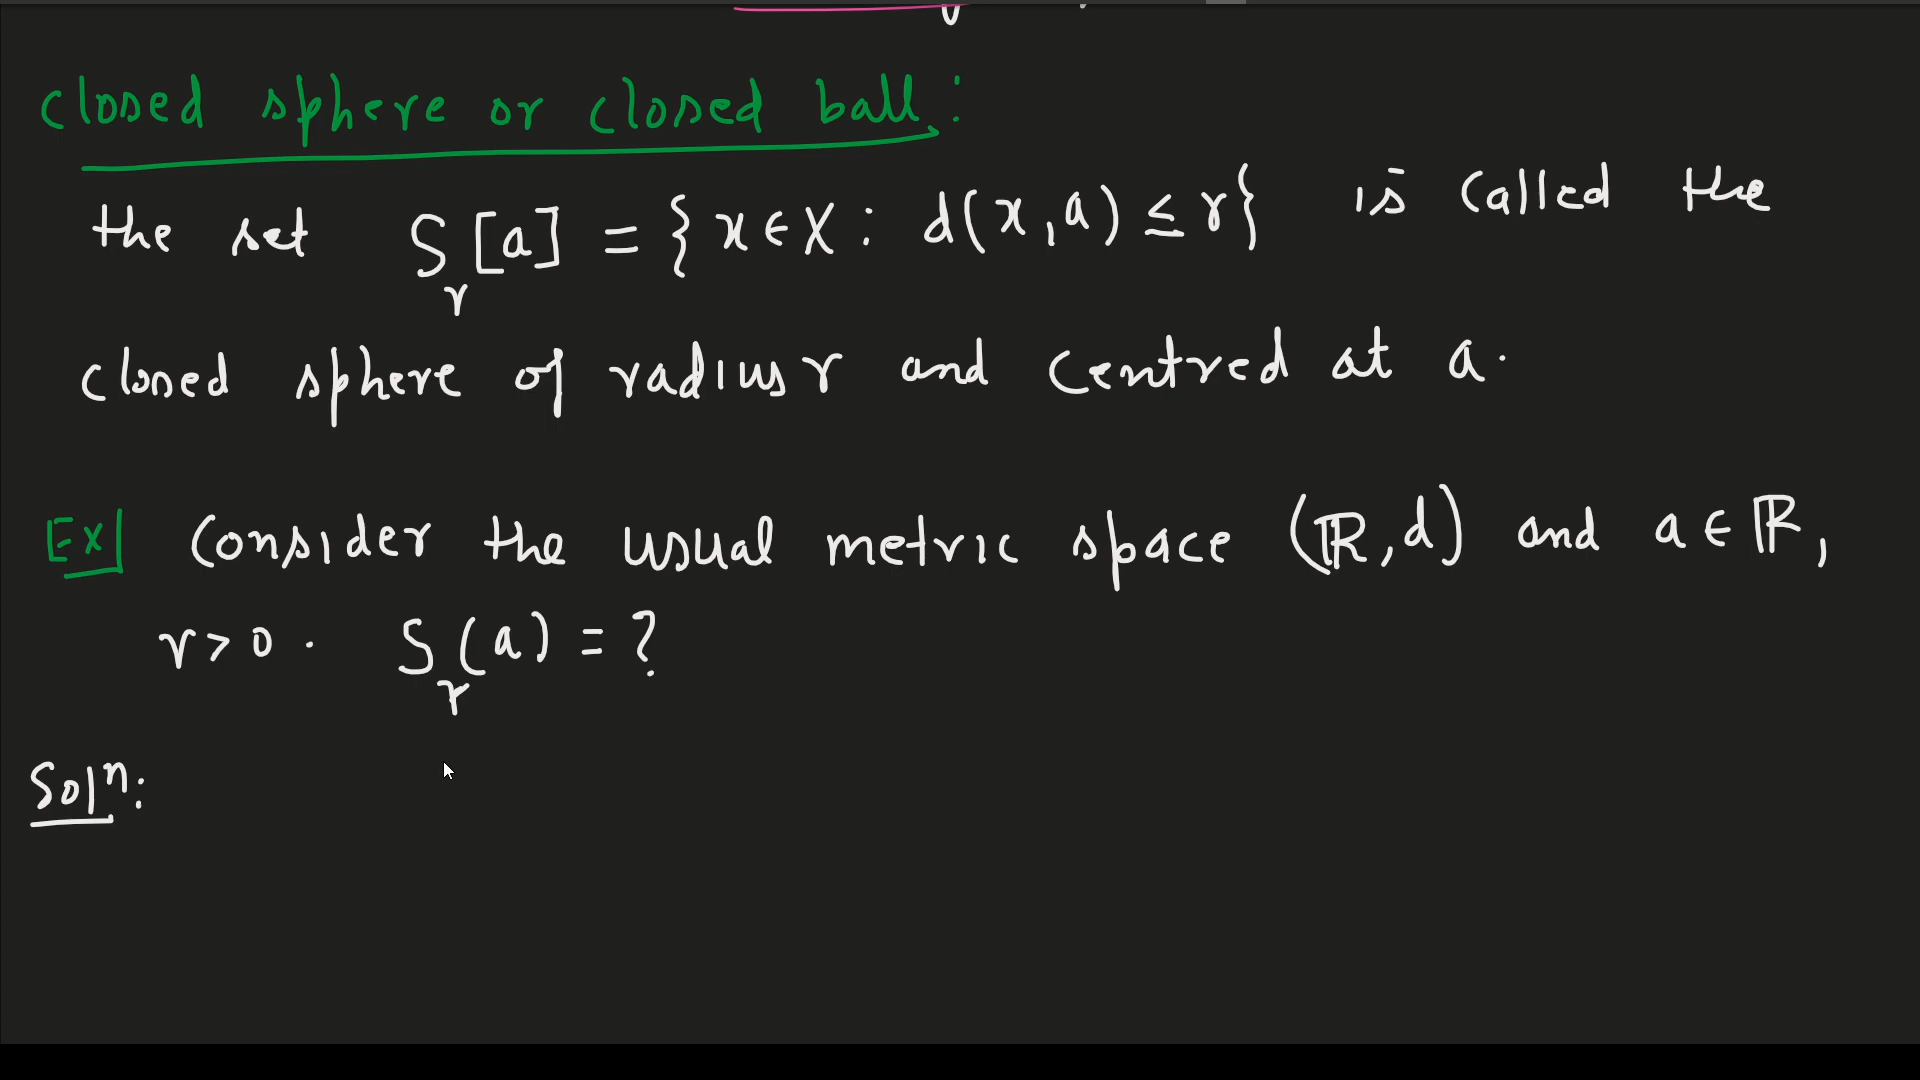 closed sphere or closed ball:
the set S_r[a] = {x ∈ X : d(x, a) ≤ r} is called the
closed sphere of radius r and centred at a.
Ex| Consider the usual metric space (ℝ, d) and a ∈ ℝ,
r > 0 . S_r(a) = ?
Solⁿ: